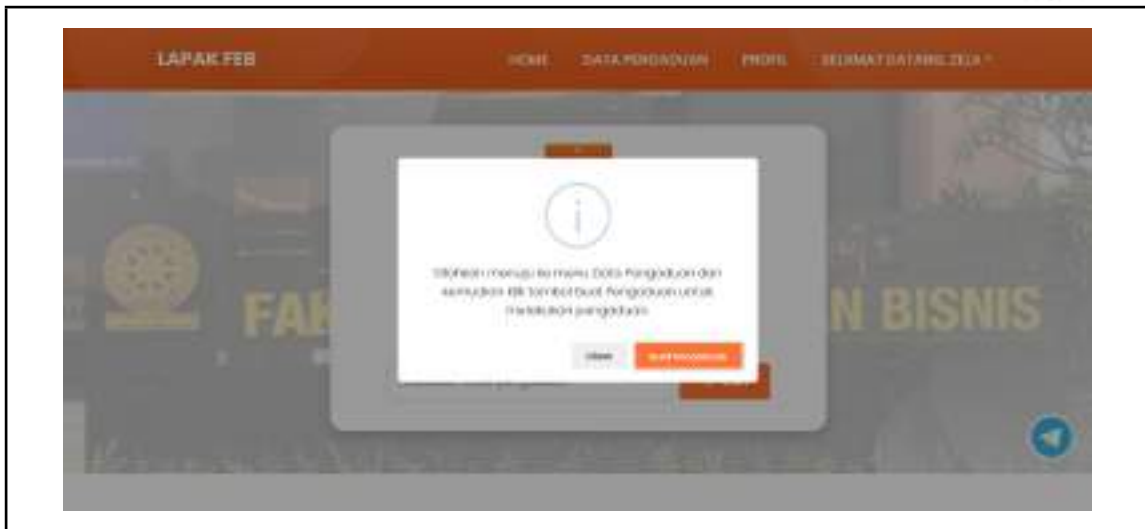 LAPAK FEB
HOME DATA PENGADUAN PROFIL SELAMAT DATANG, ZELA
Silahkan menuju ke menu Data Pengaduan dan
kemudian klik tombol Buat Pengaduan untuk
melakukan pengaduan
FAK N BISNIS